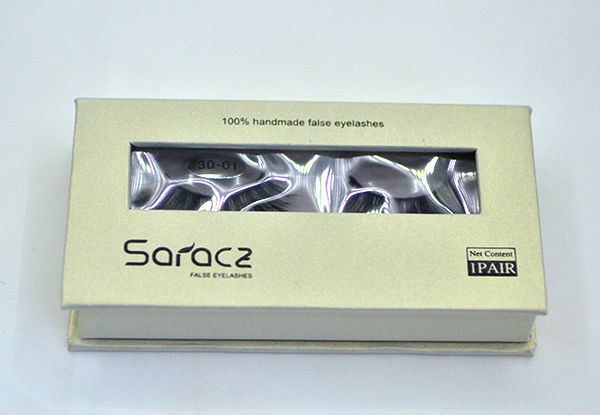 100% handmade false eyelashes
3D-01
Saracz
FALSE EYELASHES
Net Content
1PAIR